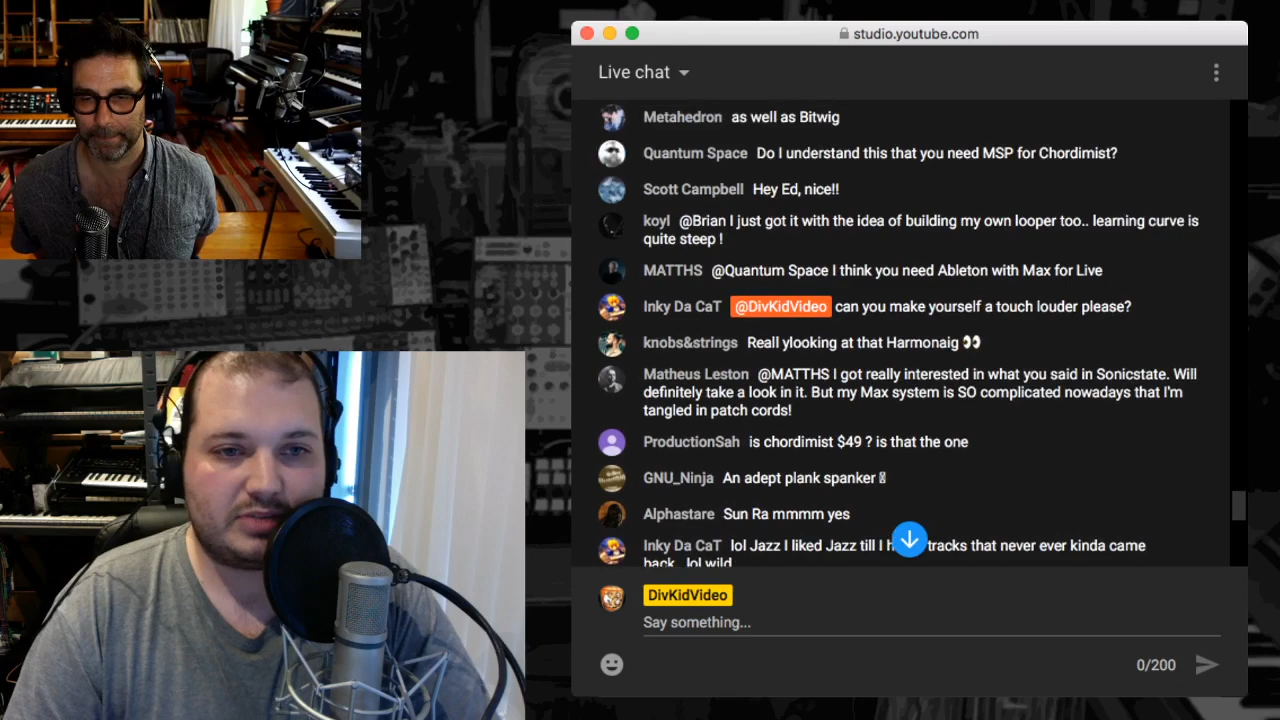 studio.youtube.com
Live chat
Metahedron as well as Bitwig
Quantum Space Do I understand this that you need MSP for Chordimist?
Scott Campbell Hey Ed, nice!!
koyl @Brian I just got it with the idea of building my own looper too.. learning curve is
quite steep !
MATTHS @Quantum Space I think you need Ableton with Max for Live
Inky Da CaT @DivKidVideo can you make yourself a touch louder please?
knobs&strings Reall ylooking at that Harmonaig 👀
Matheus Leston @MATTHS I got really interested in what you said in Sonicstate. Will
definitely take a look in it. But my Max system is SO complicated nowadays that I'm
tangled in patch cords!
ProductionSah is chordimist $49 ? is that the one
GNU_Ninja An adept plank spanker
Alphastare Sun Ra mmmm yes
Inky Da CaT lol Jazz I liked Jazz till I tracks that never ever kinda came
back.. lol wild
DivKidVideo
Say something...
0/200